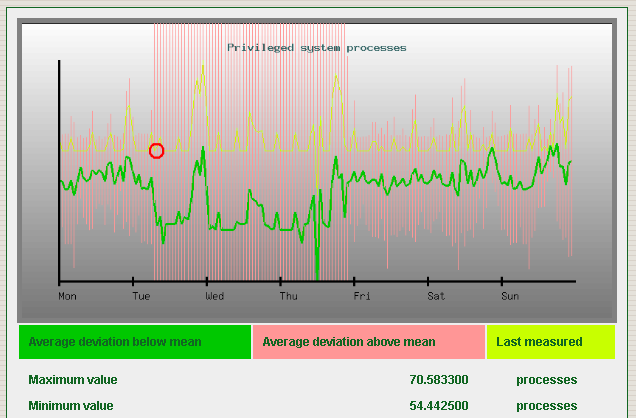 Privileged system processes
Mon Tue Wed Thu Fri Sat Sun
Average deviation below mean Average deviation above mean Last measured
Maximum value 70.583300 processes
Minimum value 54.442500 processes